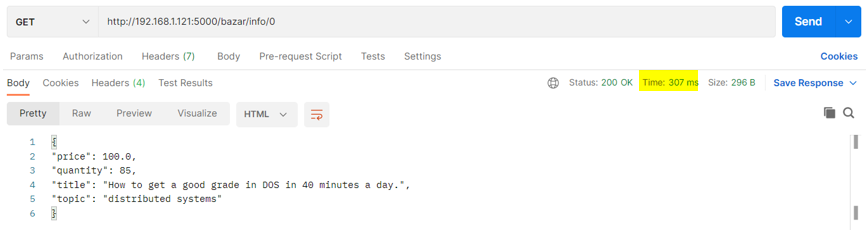 GET http://192.168.1.121:5000/bazar/info/0 Send
Params Authorization Headers (7) Body Pre-request Script Tests Settings Cookies
Body Cookies Headers (4) Test Results Status: 200 OK Time: 307 ms Size: 296 B Save Response
Pretty Raw Preview Visualize HTML
1 {
2 "price": 100.0,
3 "quantity": 85,
4 "title": "How to get a good grade in DOS in 40 minutes a day.",
5 "topic": "distributed systems"
6 }